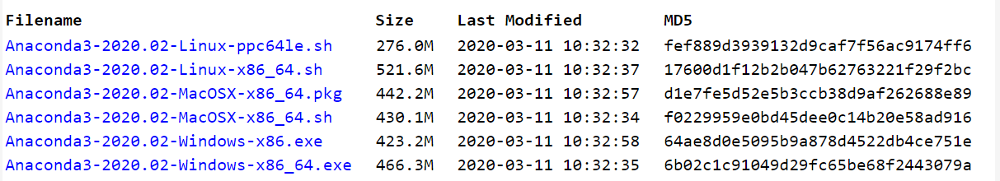 Filename Size Last Modified MD5
Anaconda3-2020.02-Linux-ppc64le.sh 276.0M 2020-03-11 10:32:32 fef889d3939132d9caf7f56ac9174ff6
Anaconda3-2020.02-Linux-x86_64.sh 521.6M 2020-03-11 10:32:37 17600d1f12b2b047b62763221f29f2bc
Anaconda3-2020.02-MacOSX-x86_64.pkg 442.2M 2020-03-11 10:32:57 d1e7fe5d52e5b3ccb38d9af262688e89
Anaconda3-2020.02-MacOSX-x86_64.sh 430.1M 2020-03-11 10:32:34 f0229959e0bd45dee0c14b20e58ad916
Anaconda3-2020.02-Windows-x86.exe 423.2M 2020-03-11 10:32:58 64ae8d0e5095b9a878d4522db4ce751e
Anaconda3-2020.02-Windows-x86_64.exe 466.3M 2020-03-11 10:32:35 6b02c1c91049d29fc65be68f2443079a